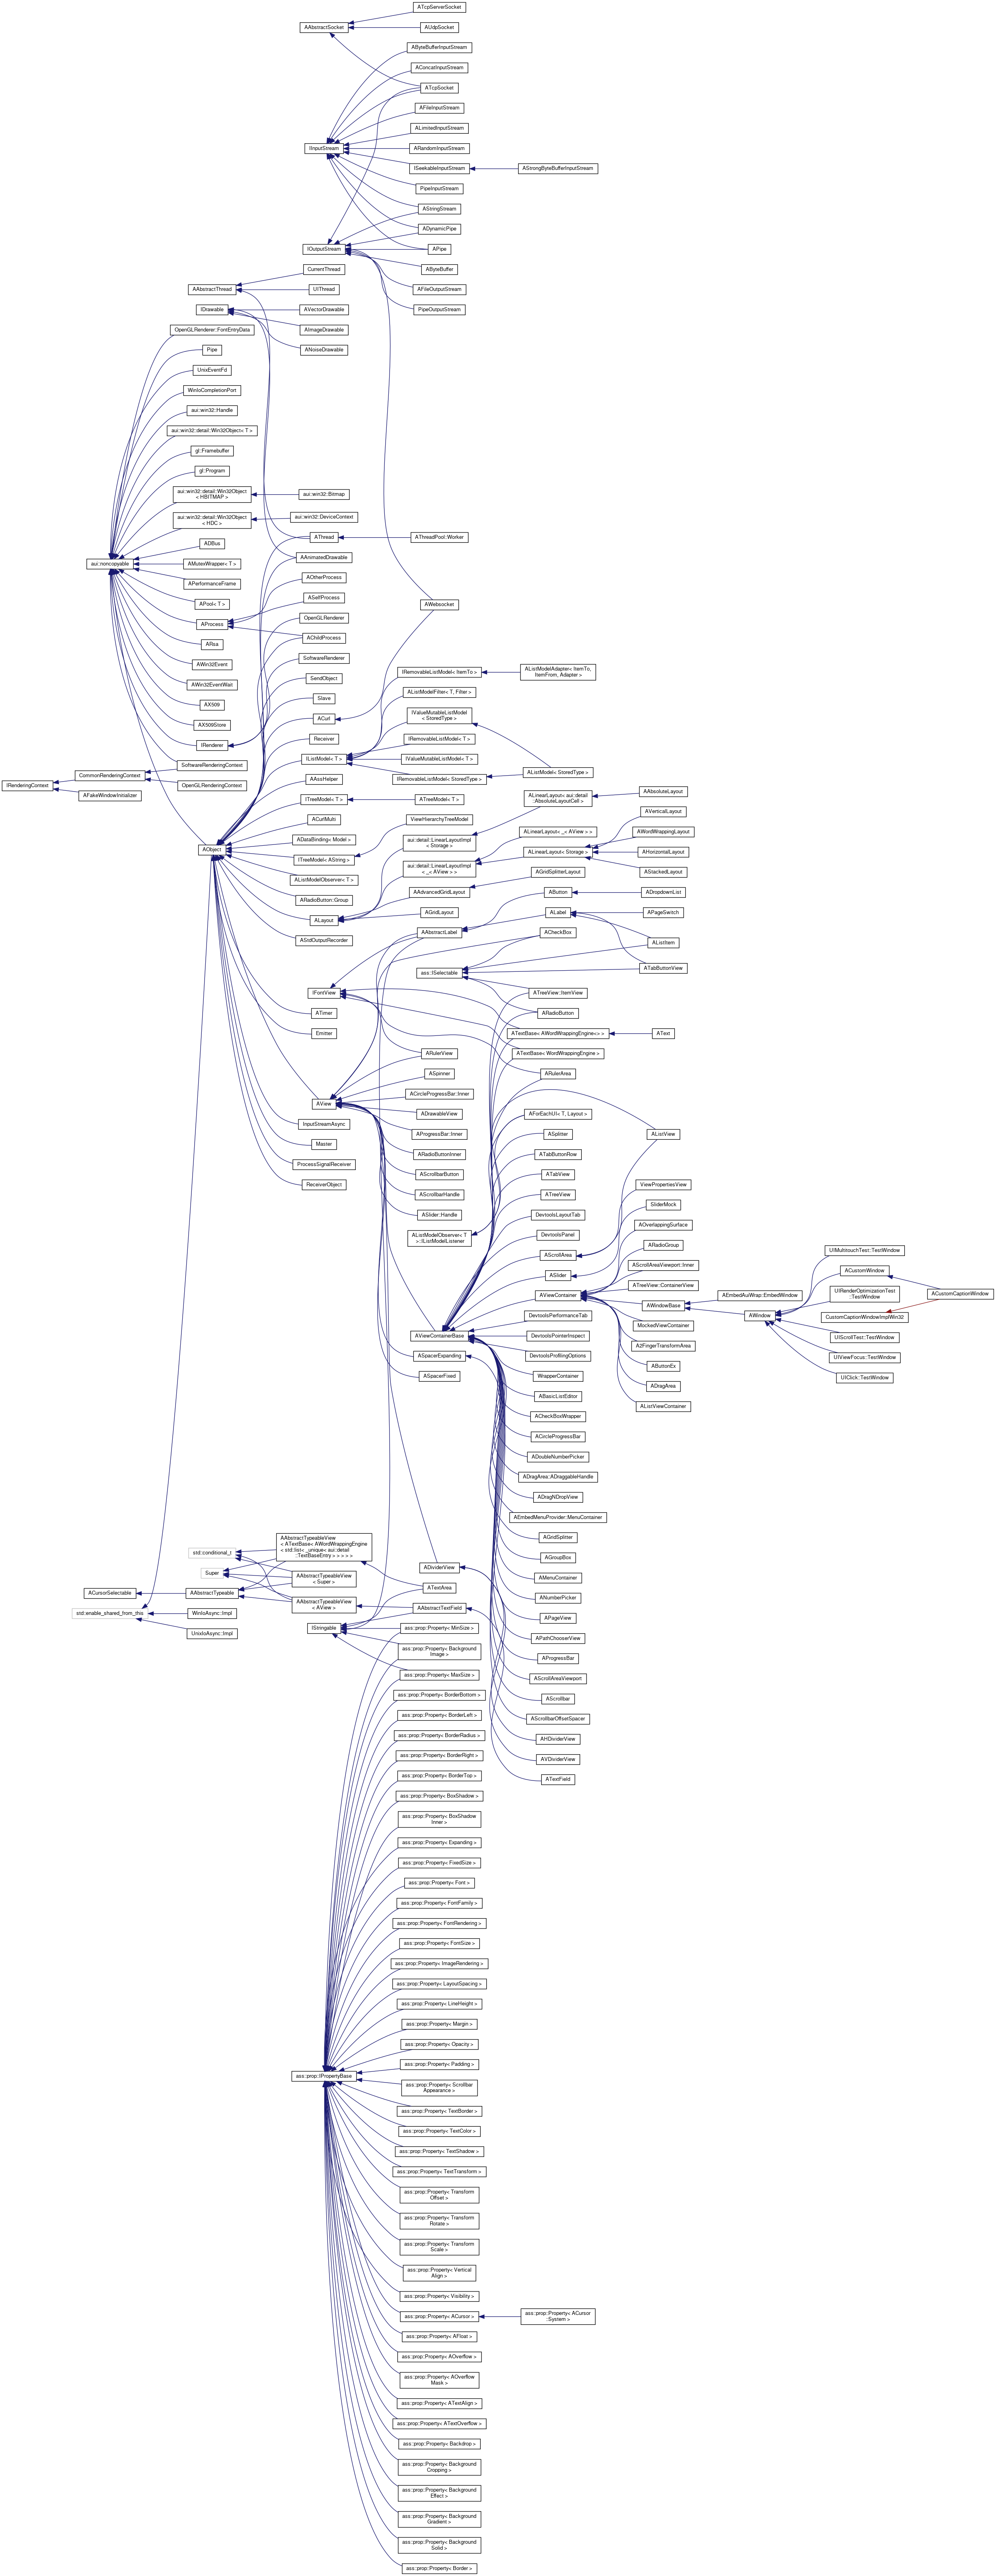 ATcpServerSocket
AAbstractSocket
AUdpSocket
AByteBufferInputStream
AConcatInputStream
ATcpSocket
AFileInputStream
ALimitedInputStream
IInputStream
ARandomInputStream
ISeekableInputStream
AStrongByteBufferInputStream
PipeInputStream
AStringStream
ADynamicPipe
IOutputStream
APipe
CurrentThread
AByteBuffer
AAbstractThread
UIThread
AFileOutputStream
IDrawable
AVectorDrawable
PipeOutputStream
OpenGLRenderer::FontEntryData
AImageDrawable
Pipe
ANoiseDrawable
UnixEventFd
WinIoCompletionPort
aui::win32::Handle
aui::win32::detail::Win32Object< T >
gl::Framebuffer
gl::Program
aui::win32::detail::Win32Object
< HBITMAP >
aui::win32::Bitmap
aui::win32::detail::Win32Object
< HDC >
aui::win32::DeviceContext
AThread
AThreadPool::Worker
ADBus
AAnimatedDrawable
aui::noncopyable
AMutexWrapper< T >
AOtherProcess
APerformanceFrame
ASelfProcess
APool< T >
AWebsocket
OpenGLRenderer
AProcess
AChildProcess
ARsa
SoftwareRenderer
AWin32Event
IRemovableListModel< ItemTo >
AListModelAdapter< ItemTo,
ItemFrom, Adapter >
SendObject
AWin32EventWait
AListModelFilter< T, Filter >
Slave
AX509
IValueMutableListModel
< StoredType >
ACurl
AX509Store
Receiver
IRemovableListModel< T >
IRenderer
IListModel< T >
IValueMutableListModel< T >
SoftwareRenderingContext
AListModel< StoredType >
CommonRenderingContext
AAssHelper
IRemovableListModel< StoredType >
IRenderingContext
OpenGLRenderingContext
AFakeWindowInitializer
ITreeModel< T >
ATreeModel< T >
ALinearLayout< aui::detail
::AbsoluteLayoutCell >
AAbsoluteLayout
ACurlMulti
ViewHierarchyTreeModel
AVerticalLayout
ADataBinding< Model >
aui::detail::LinearLayoutImpl
< Storage >
ALinearLayout< _< AView > >
AWordWrappingLayout
AObject
ITreeModel< AString >
ALinearLayout< Storage >
AHorizontalLayout
aui::detail::LinearLayoutImpl
< _< AView > >
AGridSplitterLayout
AStackedLayout
AListModelObserver< T >
AAdvancedGridLayout
AButton
ADropdownList
ARadioButton::Group
ALayout
AGridLayout
ALabel
APageSwitch
AAbstractLabel
ACheckBox
AStdOutputRecorder
AListItem
ass::ISelectable
ATabButtonView
IFontView
ATreeView::ItemView
ATimer
ARadioButton
Emitter
ATextBase< AWordWrappingEngine<> >
AText
ARulerView
ATextBase< WordWrappingEngine >
ASpinner
ARulerArea
ACircleProgressBar::Inner
AView
ADrawableView
AForEachUI< T, Layout >
InputStreamAsync
AProgressBar::Inner
ASplitter
AListView
Master
ARadioButtonInner
ATabButtonRow
ProcessSignalReceiver
AScrollbarButton
ATabView
ReceiverObject
AScrollbarHandle
ATreeView
ViewPropertiesView
ASlider::Handle
DevtoolsLayoutTab
SliderMock
AListModelObserver< T
>::IListModelListener
DevtoolsPanel
AOverlappingSurface
AScrollArea
ARadioGroup
ASlider
AScrollAreaViewport::Inner
UIMultitouchTest::TestWindow
AViewContainer
ATreeView::ContainerView
ACustomWindow
AEmbedAuiWrap::EmbedWindow
UIRenderOptimizationTest
::TestWindow
ACustomCaptionWindow
AWindowBase
AWindow
DevtoolsPerformanceTab
MockedViewContainer
CustomCaptionWindowImplWin32
AViewContainerBase
DevtoolsPointerInspect
A2FingerTransformArea
UIScrollTest::TestWindow
ASpacerExpanding
DevtoolsProfilingOptions
AButtonEx
UIViewFocus::TestWindow
ASpacerFixed
WrapperContainer
ADragArea
UIClick::TestWindow
ABasicListEditor
AListViewContainer
ACheckBoxWrapper
ACircleProgressBar
ADoubleNumberPicker
ADragArea::ADraggableHandle
ADragNDropView
AEmbedMenuProvider::MenuContainer
AGridSplitter
AAbstractTypeableView
< ATextBase< AWordWrappingEngine
< std::list< _unique< aui::detail
::TextBaseEntry > > > > >
std::conditional_t
AGroupBox
Super
ADividerView
AAbstractTypeableView
< Super >
AMenuContainer
ACursorSelectable
AAbstractTypeable
ATextArea
ANumberPicker
AAbstractTypeableView
< AView >
AAbstractTextField
std::enable_shared_from_this
WinIoAsync::Impl
APageView
IStringable
ass::prop::Property< MinSize >
UnixIoAsync::Impl
APathChooserView
ass::prop::Property< Background
Image >
AProgressBar
ass::prop::Property< MaxSize >
AScrollAreaViewport
ass::prop::Property< BorderBottom >
AScrollbar
ass::prop::Property< BorderLeft >
AScrollbarOffsetSpacer
ass::prop::Property< BorderRadius >
AHDividerView
ass::prop::Property< BorderRight >
AVDividerView
ass::prop::Property< BorderTop >
ATextField
ass::prop::Property< BoxShadow >
ass::prop::Property< BoxShadow
Inner >
ass::prop::Property< Expanding >
ass::prop::Property< FixedSize >
ass::prop::Property< Font >
ass::prop::Property< FontFamily >
ass::prop::Property< FontRendering >
ass::prop::Property< FontSize >
ass::prop::Property< ImageRendering >
ass::prop::Property< LayoutSpacing >
ass::prop::Property< LineHeight >
ass::prop::Property< Margin >
ass::prop::Property< Opacity >
ass::prop::Property< Padding >
ass::prop::IPropertyBase
ass::prop::Property< Scrollbar
Appearance >
ass::prop::Property< TextBorder >
ass::prop::Property< TextColor >
ass::prop::Property< TextShadow >
ass::prop::Property< TextTransform >
ass::prop::Property< Transform
Offset >
ass::prop::Property< Transform
Rotate >
ass::prop::Property< Transform
Scale >
ass::prop::Property< Vertical
Align >
ass::prop::Property< Visibility >
ass::prop::Property< ACursor >
ass::prop::Property< ACursor
::System >
ass::prop::Property< AFloat >
ass::prop::Property< AOverflow >
ass::prop::Property< AOverflow
Mask >
ass::prop::Property< ATextAlign >
ass::prop::Property< ATextOverflow >
ass::prop::Property< Backdrop >
ass::prop::Property< Background
Cropping >
ass::prop::Property< Background
Effect >
ass::prop::Property< Background
Gradient >
ass::prop::Property< Background
Solid >
ass::prop::Property< Border >